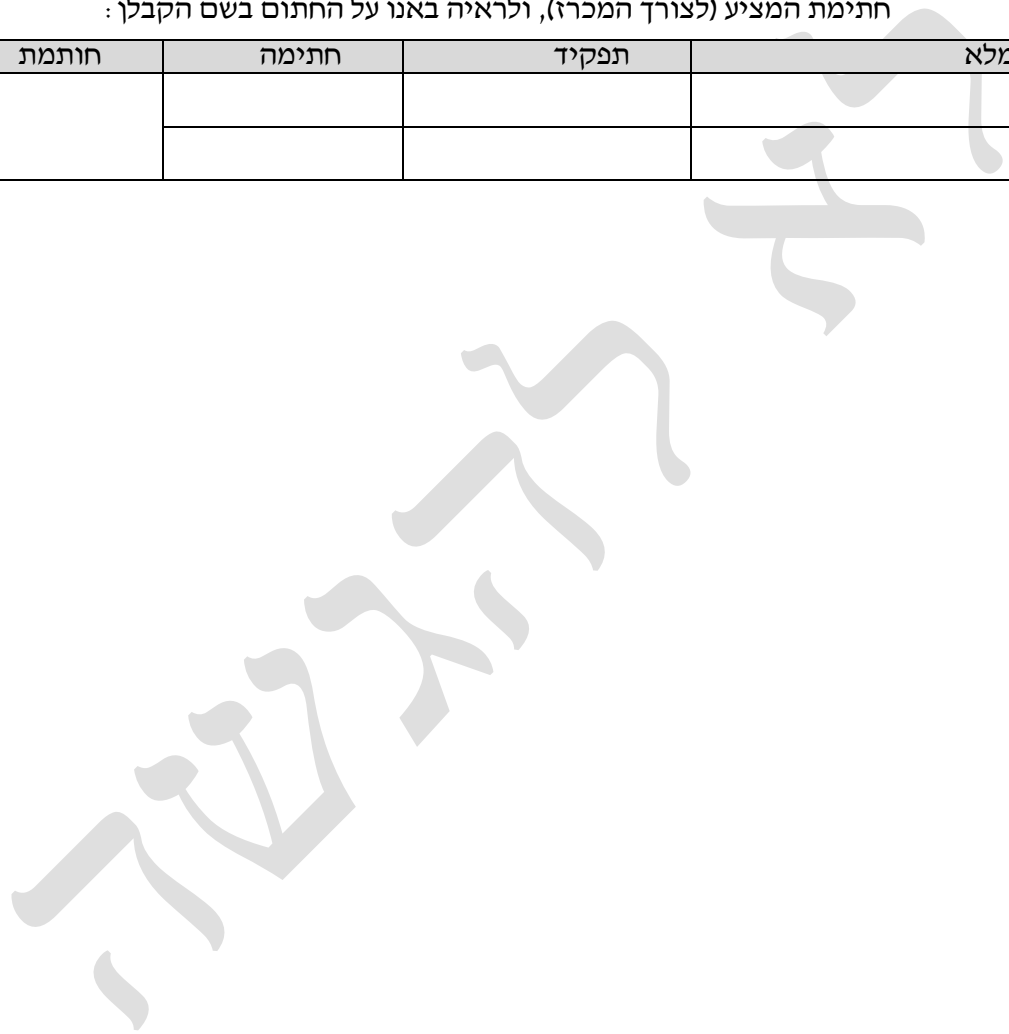 חתימת המציע (לצורך המכרז), ולראיה באנו על החתום בשם הקבלן :
מלא תפקיד חתימה חותמת
לא להגשה